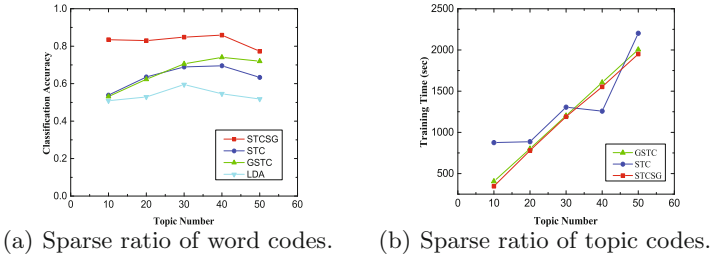 1.0
0.8
0.6
0.4
0.2
0.0
Classification Accuracy
STCSG
STC
GSTC
LDA
0 10 20 30 40 50 60
Topic Number
(a) Sparse ratio of word codes.
2500
2000
1500
1000
500
Training Time (sec)
GSTC
STC
STCSG
0 10 20 30 40 50 60
Topic Number
(b) Sparse ratio of topic codes.